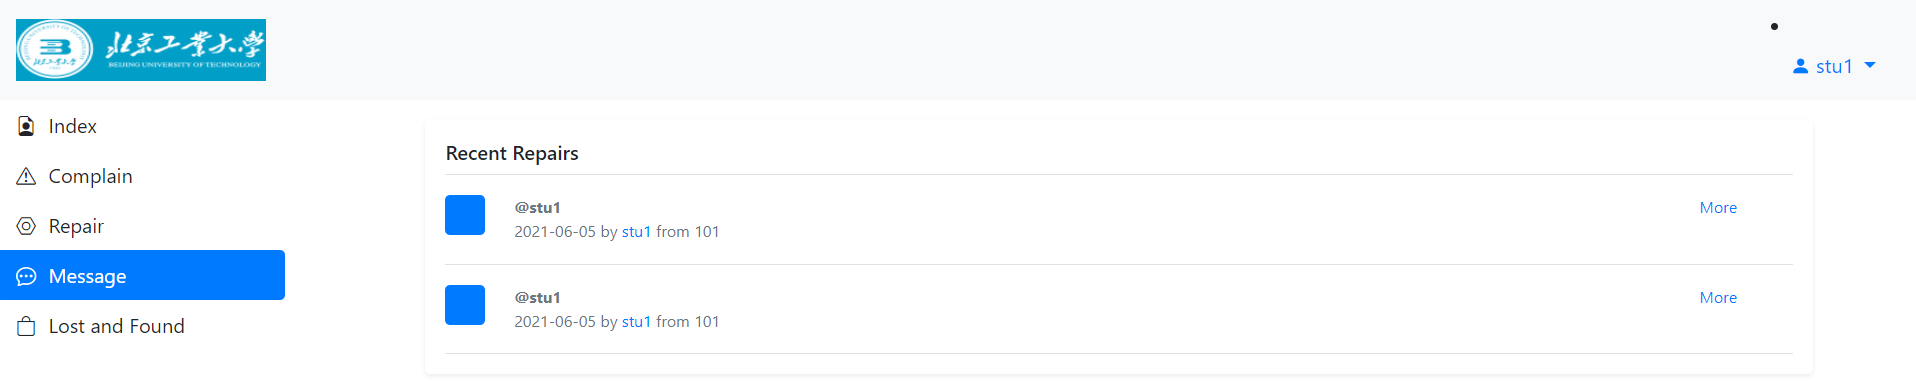 北京工業大学
BEIJING UNIVERSITY OF TECHNOLOGY
stu1
Index
Complain
Repair
Message
Lost and Found
Recent Repairs
@stu1
More
2021-06-05 by stu1 from 101
@stu1
More
2021-06-05 by stu1 from 101